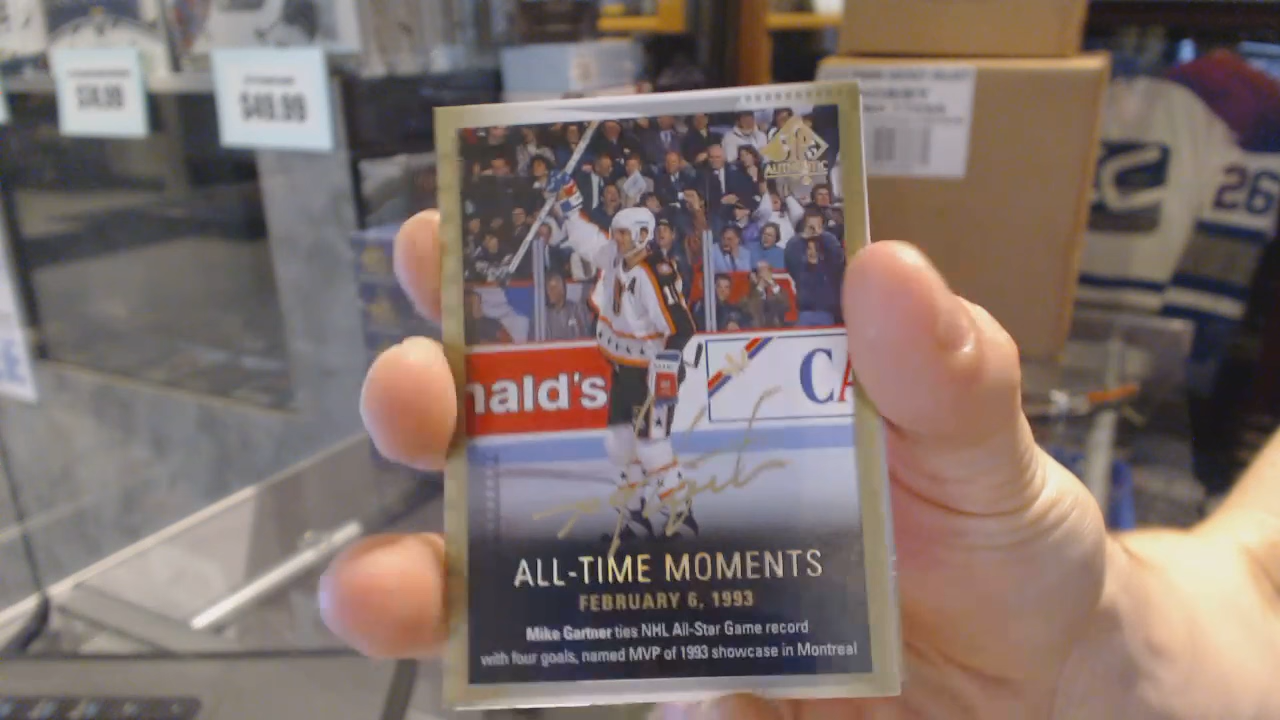 $49.99
26
SP
AUTHENTIC
nald's
CA
ALL-TIME MOMENTS
FEBRUARY 6, 1993
Mike Gartner ties NHL All-Star Game record
with four goals, named MVP of 1993 showcase in Montreal